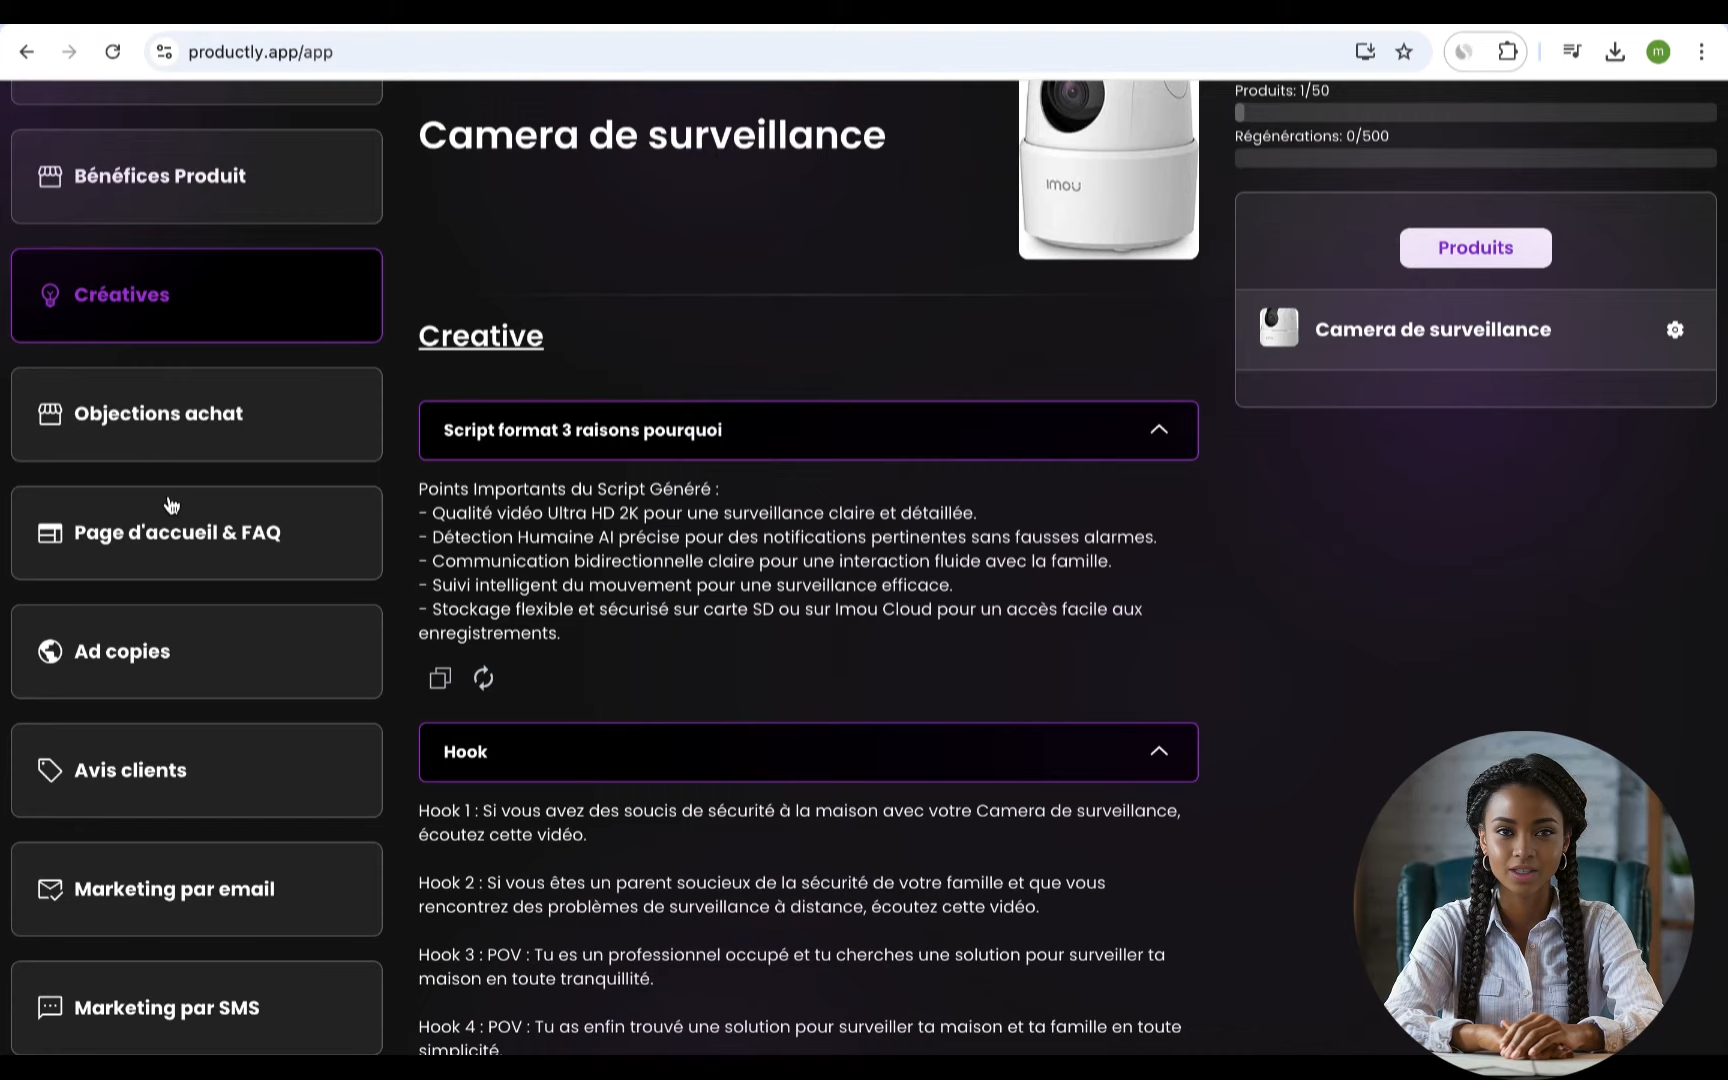 productly.app/app
m
Bénéfices Produit
Créatives
Objections achat
Page d'accueil & FAQ
Ad copies
Avis clients
Marketing par email
Marketing par SMS
Camera de surveillance
imou
Creative
Script format 3 raisons pourquoi
Points Importants du Script Généré :
- Qualité vidéo Ultra HD 2K pour une surveillance claire et détaillée.
- Détection Humaine AI précise pour des notifications pertinentes sans fausses alarmes.
- Communication bidirectionnelle claire pour une interaction fluide avec la famille.
- Suivi intelligent du mouvement pour une surveillance efficace.
- Stockage flexible et sécurisé sur carte SD ou sur Imou Cloud pour un accès facile aux
enregistrements.
Hook
Hook 1 : Si vous avez des soucis de sécurité à la maison avec votre Camera de surveillance,
écoutez cette vidéo.
Hook 2 : Si vous êtes un parent soucieux de la sécurité de votre famille et que vous
rencontrez des problèmes de surveillance à distance, écoutez cette vidéo.
Hook 3 : POV : Tu es un professionnel occupé et tu cherches une solution pour surveiller ta
maison en toute tranquillité.
Hook 4 : POV : Tu as enfin trouvé une solution pour surveiller ta maison et ta famille en toute
simplicité.
Produits: 1/50
Régénérations: 0/500
Produits
Camera de surveillance